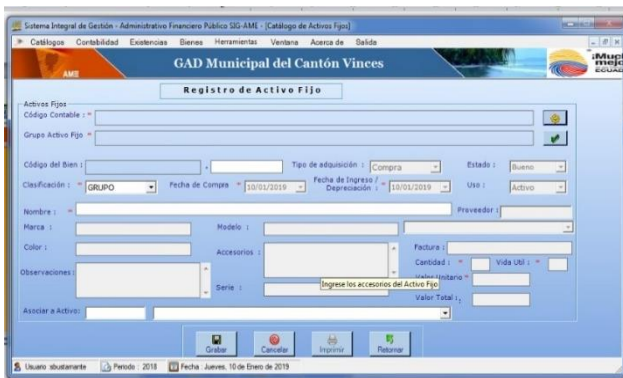 Sistema Integral de Gestión - Administrativo Financiero Público SIG-AME - [Catálogo de Activos Fijos]
Catálogos Contabilidad Existencias Bienes Herramientas Ventana Acerca de Salida
AME
GAD Municipal del Cantón Vinces
Registro de Activo Fijo
Activos Fijos
Código Contable : *
Grupo Activo Fijo *
Código del Bien : . Tipo de adquisición : Compra Estado : Bueno
Clasificación : * GRUPO Fecha de Compra * 10/01/2019 Fecha de Ingreso / Depreciación : * 10/01/2019 Uso : Activo
Nombre : * Proveedor :
Marca : Modelo :
Color : Accesorios : Factura :
Cantidad : * Vida Util : *
Observaciones: Valor Unitario *
Ingrese los accesorios del Activo Fijo
Serie : Valor Total :
Asociar a Activo:
Grabar Cancelar Imprimir Retornar
Usuario sbustamante Periodo : 2018 Fecha : Jueves, 10 de Enero de 2019